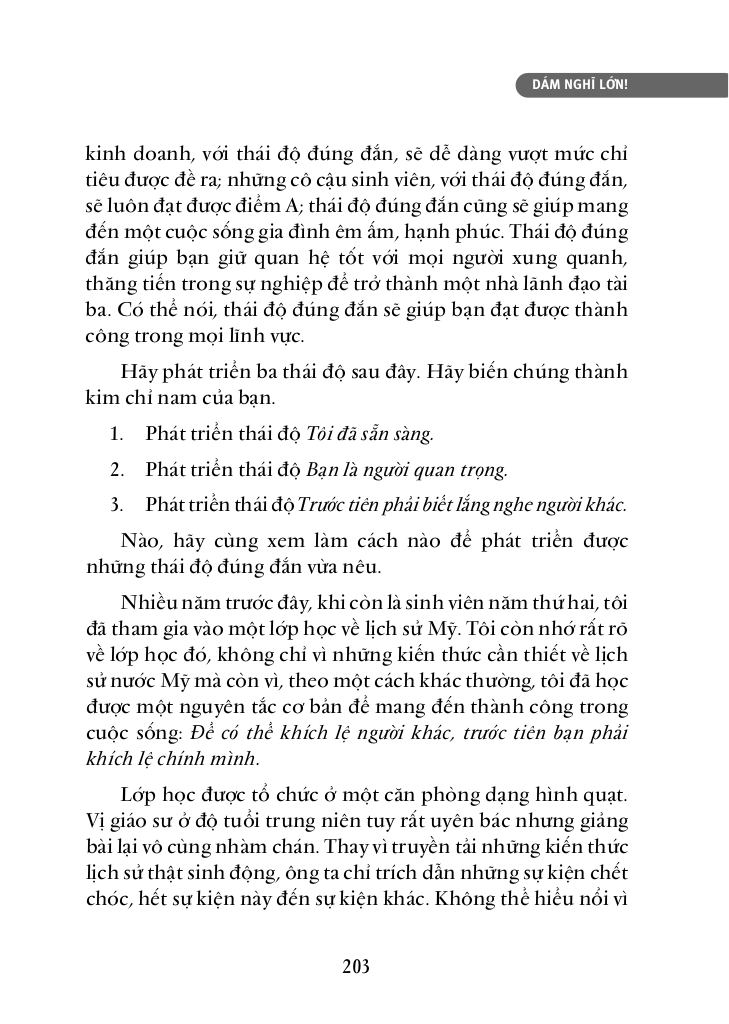 DÁM NGHĨ LỚN!
kinh doanh, với thái độ đúng đắn, sẽ dễ dàng vượt mức chỉ
tiêu được đề ra; những cô cậu sinh viên, với thái độ đúng đắn,
sẽ luôn đạt được điểm A; thái độ đúng đắn cũng sẽ giúp mang
đến một cuộc sống gia đình êm ấm, hạnh phúc. Thái độ đúng
đắn giúp bạn giữ quan hệ tốt với mọi người xung quanh,
thăng tiến trong sự nghiệp để trở thành một nhà lãnh đạo tài
ba. Có thể nói, thái độ đúng đắn sẽ giúp bạn đạt được thành
công trong mọi lĩnh vực.
Hãy phát triển ba thái độ sau đây. Hãy biến chúng thành
kim chỉ nam của bạn.
1. Phát triển thái độ Tôi đã sẵn sàng.
2. Phát triển thái độ Bạn là người quan trọng.
3. Phát triển thái độ Trước tiên phải biết lắng nghe người khác.
Nào, hãy cùng xem làm cách nào để phát triển được
những thái độ đúng đắn vừa nêu.
Nhiều năm trước đây, khi còn là sinh viên năm thứ hai, tôi
đã tham gia vào một lớp học về lịch sử Mỹ. Tôi còn nhớ rất rõ
về lớp học đó, không chỉ vì những kiến thức cần thiết về lịch
sử nước Mỹ mà còn vì, theo một cách khác thường, tôi đã học
được một nguyên tắc cơ bản để mang đến thành công trong
cuộc sống: Để có thể khích lệ người khác, trước tiên bạn phải
khích lệ chính mình.
Lớp học được tổ chức ở một căn phòng dạng hình quạt.
Vị giáo sư ở độ tuổi trung niên tuy rất uyên bác nhưng giảng
bài lại vô cùng nhàm chán. Thay vì truyền tải những kiến thức
lịch sử thật sinh động, ông ta chỉ trích dẫn những sự kiện chết
chóc, hết sự kiện này đến sự kiện khác. Không thể hiểu nổi vì
203